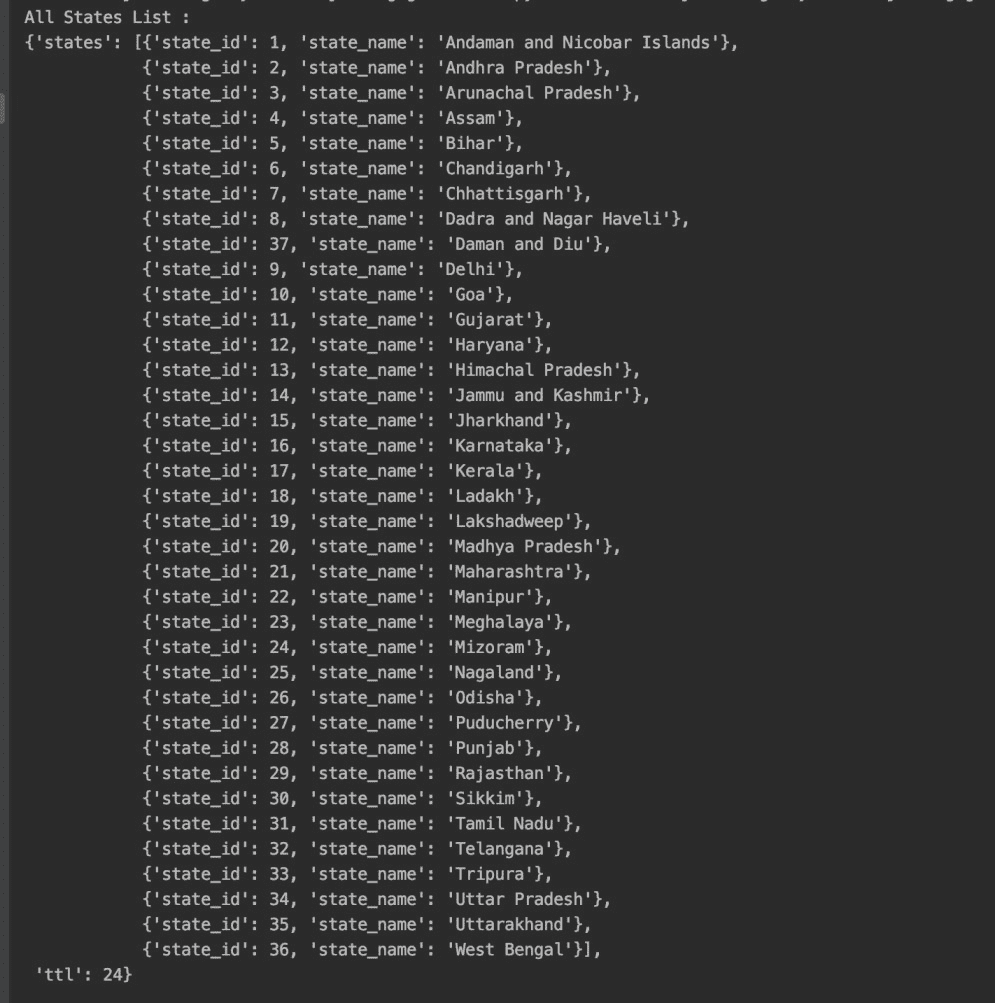 All States List :
{'states': [{'state_id': 1, 'state_name': 'Andaman and Nicobar Islands'},
{'state_id': 2, 'state_name': 'Andhra Pradesh'},
{'state_id': 3, 'state_name': 'Arunachal Pradesh'},
{'state_id': 4, 'state_name': 'Assam'},
{'state_id': 5, 'state_name': 'Bihar'},
{'state_id': 6, 'state_name': 'Chandigarh'},
{'state_id': 7, 'state_name': 'Chhattisgarh'},
{'state_id': 8, 'state_name': 'Dadra and Nagar Haveli'},
{'state_id': 37, 'state_name': 'Daman and Diu'},
{'state_id': 9, 'state_name': 'Delhi'},
{'state_id': 10, 'state_name': 'Goa'},
{'state_id': 11, 'state_name': 'Gujarat'},
{'state_id': 12, 'state_name': 'Haryana'},
{'state_id': 13, 'state_name': 'Himachal Pradesh'},
{'state_id': 14, 'state_name': 'Jammu and Kashmir'},
{'state_id': 15, 'state_name': 'Jharkhand'},
{'state_id': 16, 'state_name': 'Karnataka'},
{'state_id': 17, 'state_name': 'Kerala'},
{'state_id': 18, 'state_name': 'Ladakh'},
{'state_id': 19, 'state_name': 'Lakshadweep'},
{'state_id': 20, 'state_name': 'Madhya Pradesh'},
{'state_id': 21, 'state_name': 'Maharashtra'},
{'state_id': 22, 'state_name': 'Manipur'},
{'state_id': 23, 'state_name': 'Meghalaya'},
{'state_id': 24, 'state_name': 'Mizoram'},
{'state_id': 25, 'state_name': 'Nagaland'},
{'state_id': 26, 'state_name': 'Odisha'},
{'state_id': 27, 'state_name': 'Puducherry'},
{'state_id': 28, 'state_name': 'Punjab'},
{'state_id': 29, 'state_name': 'Rajasthan'},
{'state_id': 30, 'state_name': 'Sikkim'},
{'state_id': 31, 'state_name': 'Tamil Nadu'},
{'state_id': 32, 'state_name': 'Telangana'},
{'state_id': 33, 'state_name': 'Tripura'},
{'state_id': 34, 'state_name': 'Uttar Pradesh'},
{'state_id': 35, 'state_name': 'Uttarakhand'},
{'state_id': 36, 'state_name': 'West Bengal'}],
'ttl': 24}